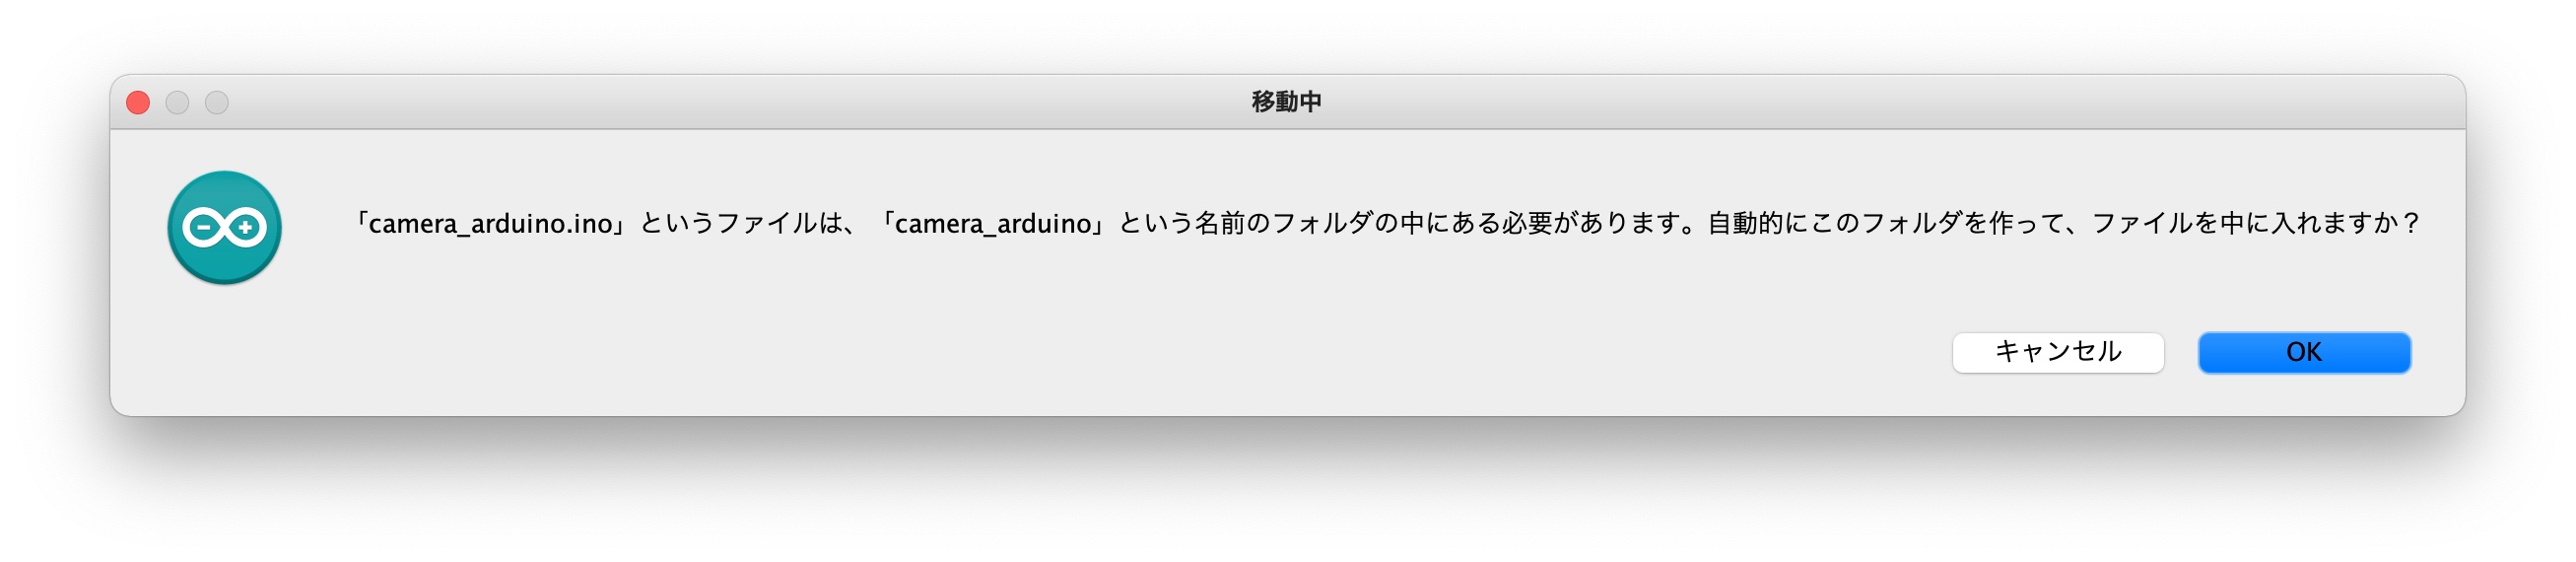 移動中
「camera_arduino.ino」というファイルは、「camera_arduino」という名前のフォルダの中にある必要があります。自動的にこのフォルダを作って、ファイルを中に入れますか？
キャンセル
OK